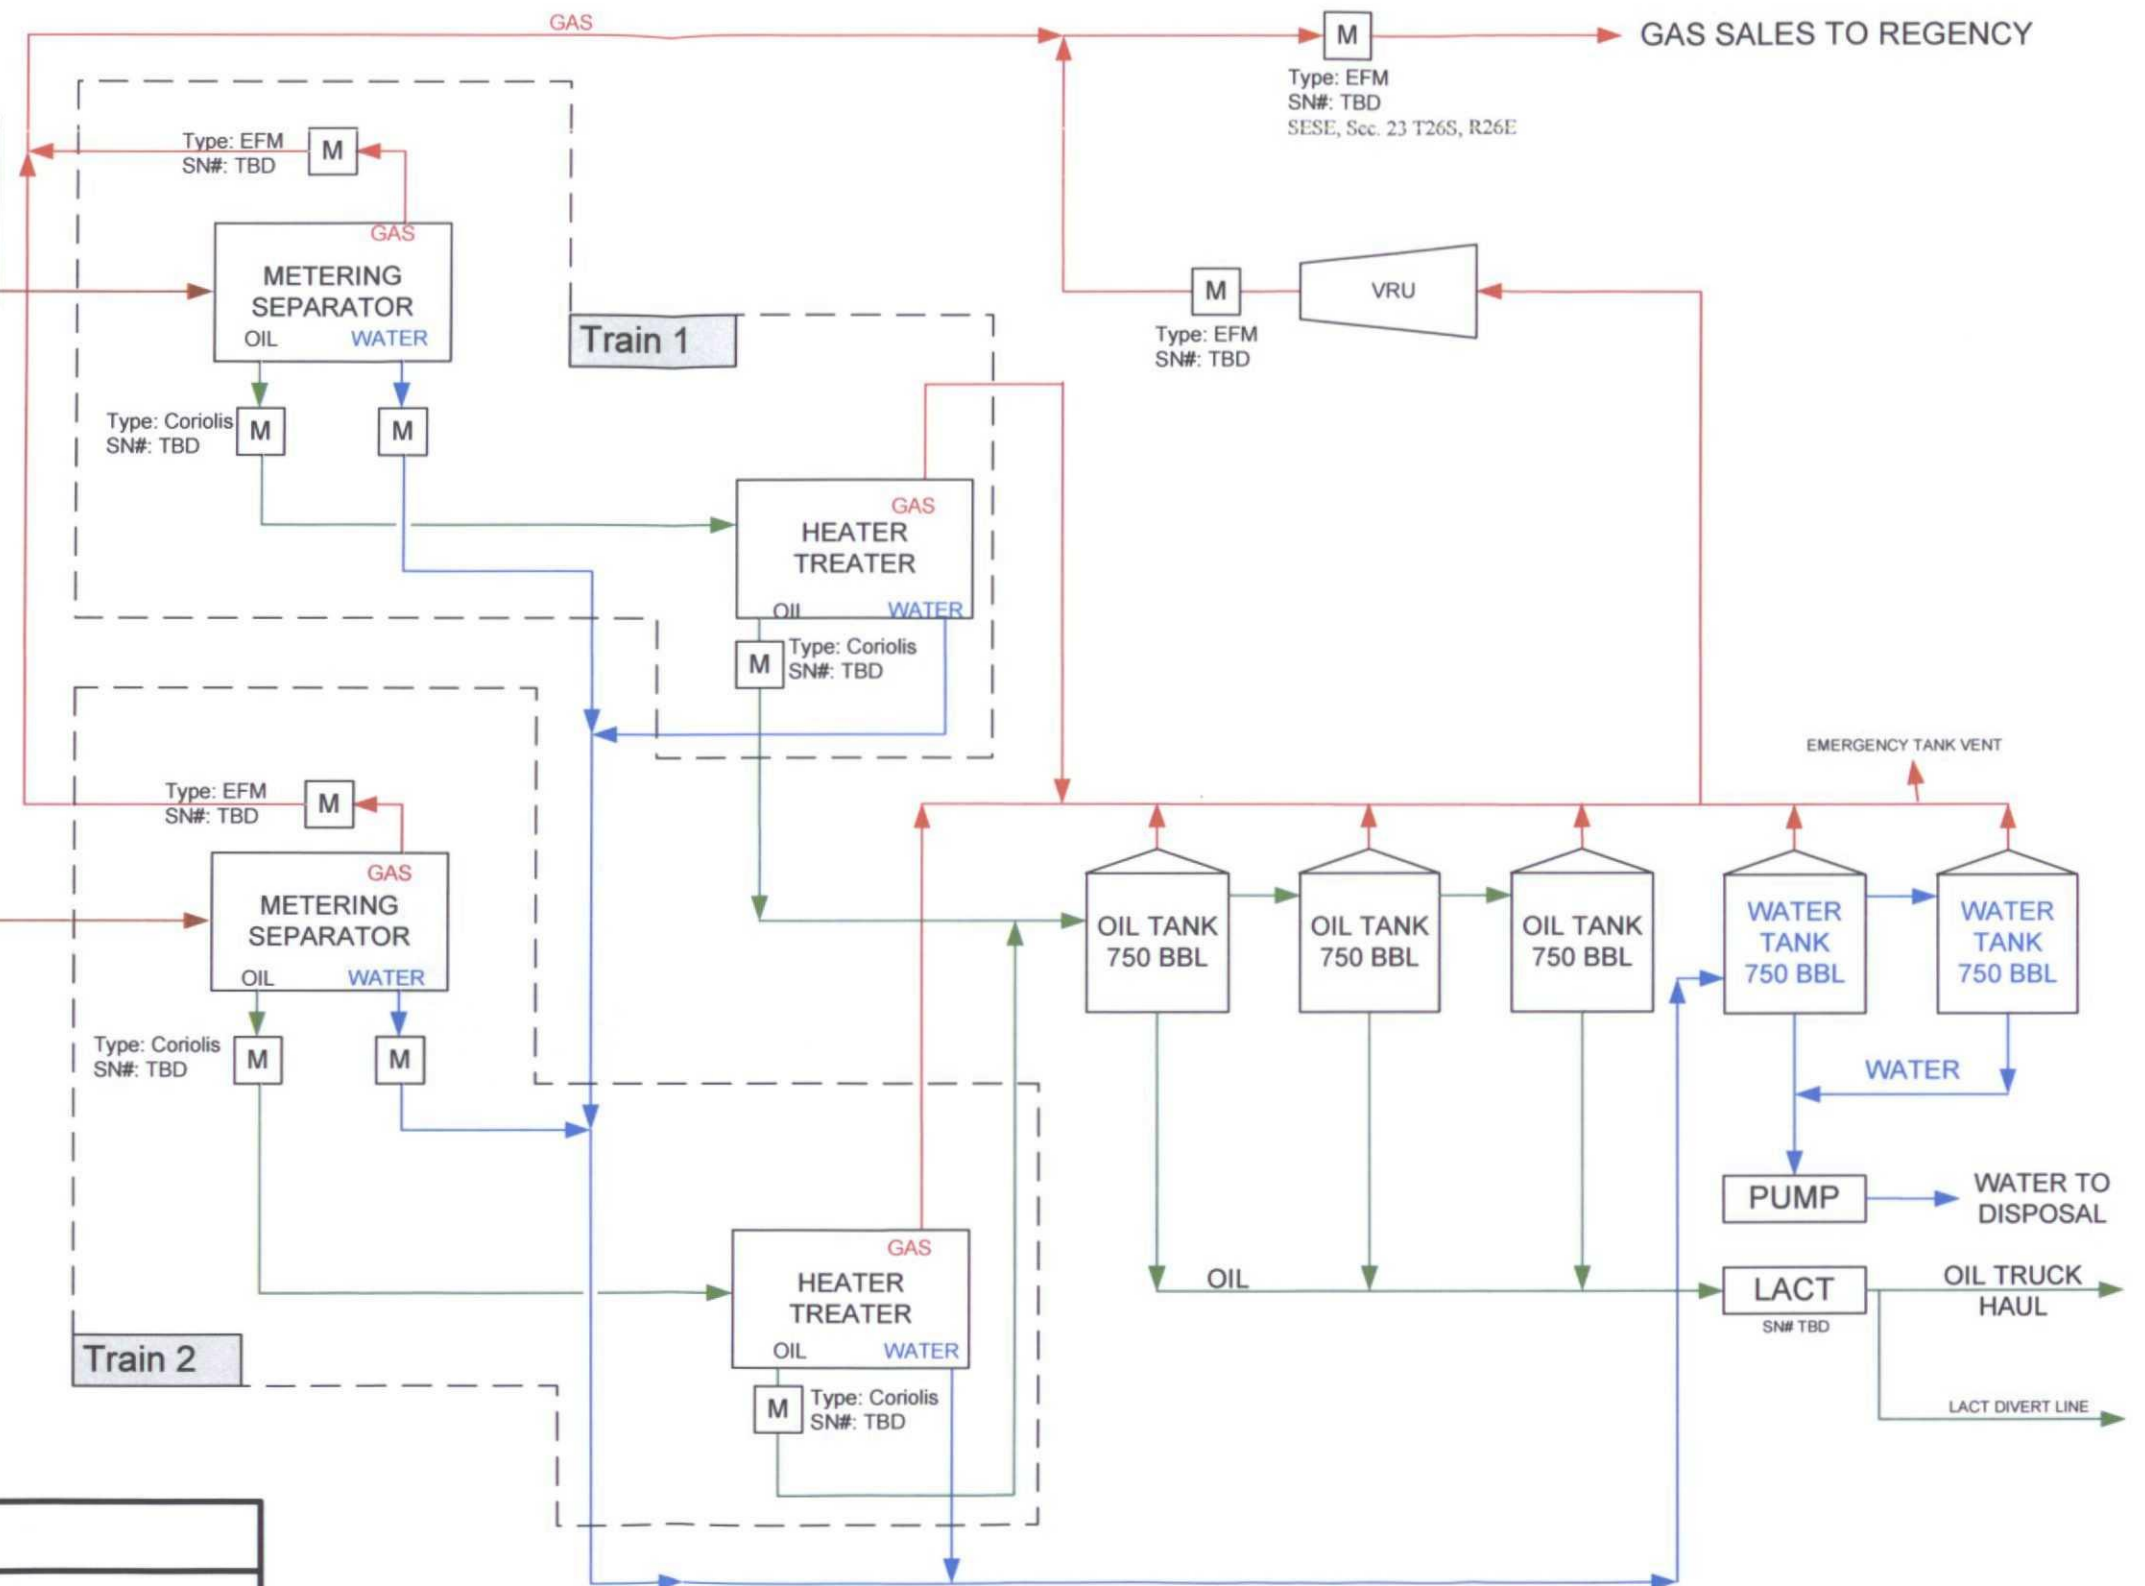 GAS
M
GAS SALES TO REGENCY
Type: EFM
SN#: TBD
SESE, Sec. 23 T26S, R26E
Type: EFM
SN#: TBD
M
GAS
METERING
SEPARATOR
OIL
WATER
Train 1
M
VRU
Type: EFM
SN#: TBD
Type: Coriolis
SN#: TBD
M
M
GAS
HEATER
TREATER
OIL
WATER
M
Type: Coriolis
SN#: TBD
EMERGENCY TANK VENT
Type: EFM
SN#: TBD
M
GAS
METERING
SEPARATOR
OIL
WATER
OIL TANK
750 BBL
OIL TANK
750 BBL
OIL TANK
750 BBL
WATER
TANK
750 BBL
WATER
TANK
750 BBL
Type: Coriolis
SN#: TBD
M
M
WATER
PUMP
WATER TO
DISPOSAL
GAS
HEATER
TREATER
OIL
WATER
OIL
LACT
SN# TBD
OIL TRUCK
HAUL
Train 2
M
Type: Coriolis
SN#: TBD
LACT DIVERT LINE